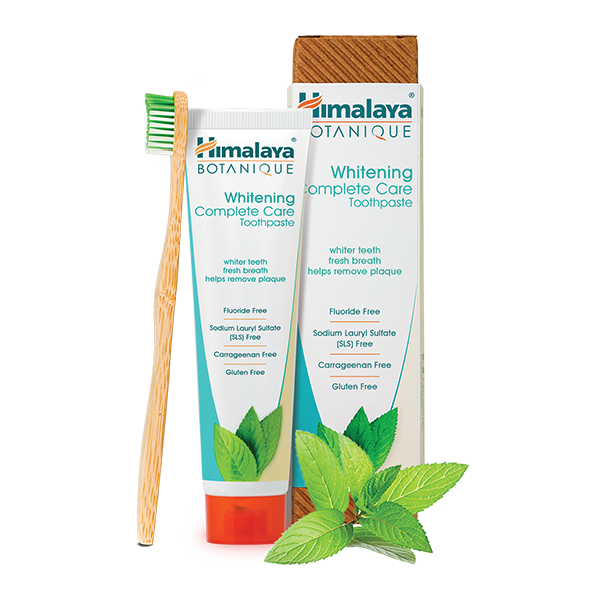 Himalaya®
BOTANIQUE
Whitening
Complete Care
Toothpaste
whiter teeth
fresh breath
helps remove plaque
Fluoride Free
Sodium Lauryl Sulfate
(SLS) Free
Carrageenan Free
Gluten Free
Himalaya®
BOTANIQUE
Whitening
Complete Care
Toothpaste
whiter teeth
fresh breath
helps remove plaque
Fluoride Free
Sodium Lauryl Sulfate
(SLS) Free
Carrageenan Free
Gluten Free